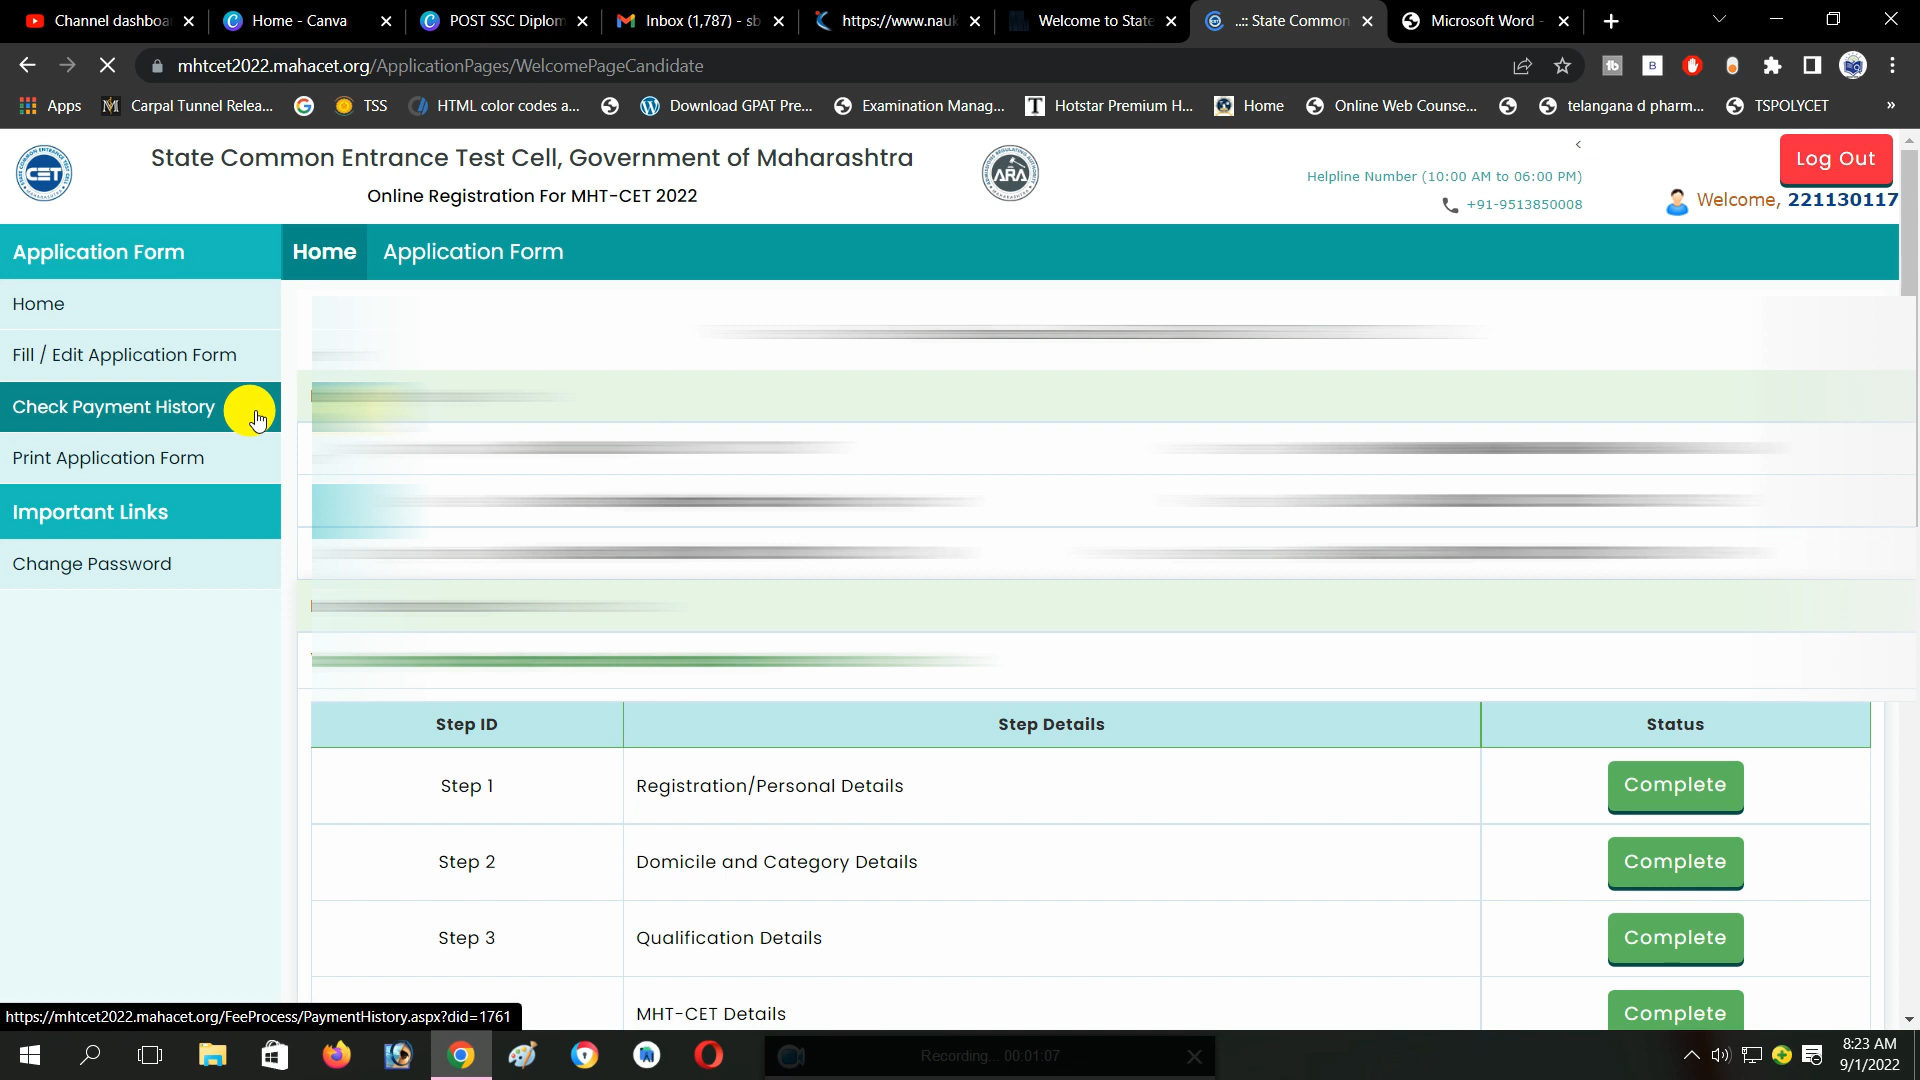 Channel dashboa
Home - Canva
POST SSC Diplom
Inbox (1,787) - sb
https://www.nauk
Welcome to State
..:: State Common
Microsoft Word -
mhtcet2022.mahacet.org/ApplicationPages/WelcomePageCandidate
Apps
Carpal Tunnel Relea...
TSS
HTML color codes a...
Download GPAT Pre...
Examination Manag...
Hotstar Premium H...
Home
Online Web Counse...
telangana d pharm...
TSPOLYCET
»
CET
State Common Entrance Test Cell, Government of Maharashtra
Online Registration For MHT-CET 2022
ARA
Helpline Number (10:00 AM to 06:00 PM)
+91-9513850008
Log Out
Welcome, 221130117
Application Form
Home
Application Form
Home
Fill / Edit Application Form
Check Payment History
Print Application Form
Important Links
Change Password
Step ID
Step Details
Status
Step 1
Registration/Personal Details
Complete
Step 2
Domicile and Category Details
Complete
Step 3
Qualification Details
Complete
MHT-CET Details
Complete
https://mhtcet2022.mahacet.org/FeeProcess/PaymentHistory.aspx?did=1761
Recording... 00:01:07
8:23 AM
9/1/2022